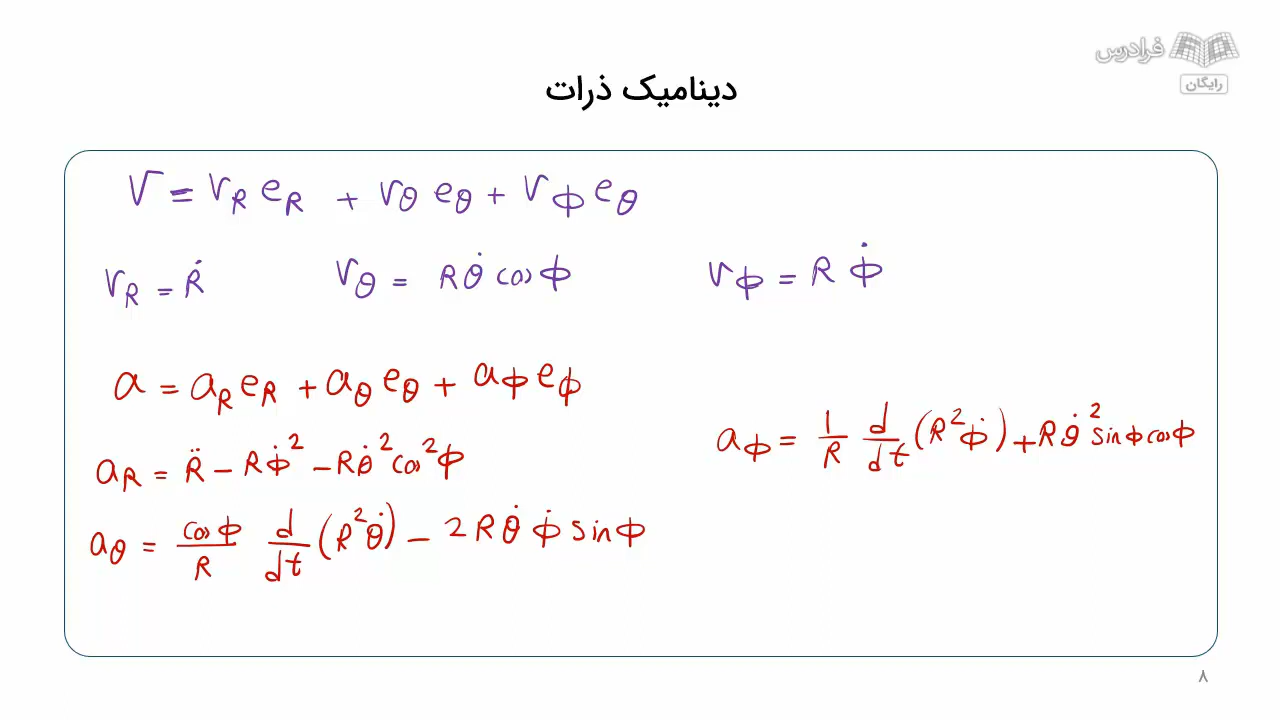 فرادرس
رایگان
دینامیک ذرات
V = V_R e_R + V_θ e_θ + V_ϕ e_θ
V_R = Ṙ V_θ = R θ̇ cos ϕ V_ϕ = R ϕ̇
a = a_R e_R + a_θ e_θ + a_ϕ e_ϕ
a_R = R̈ - R ϕ̇² - R θ̇² cos² ϕ
a_ϕ = 1/R d/dt (R² ϕ̇) + R θ̇² sin ϕ cos ϕ
a_θ = cos ϕ/R d/dt (R² θ̇) - 2 R θ̇ ϕ̇ sin ϕ
۸